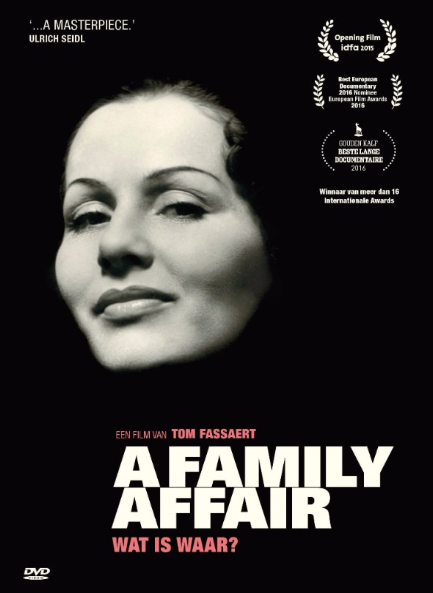 ‘...A MASTERPIECE.’
ULRICH SEIDL
Opening Film
idfa 2015
Best European
Documentary
2016 Nominee
European Film Awards
2016
GOUDEN KALF
BESTE LANGE
DOCUMENTAIRE
2016
Winnaar van meer dan 16
Internationale Awards
EEN FILM VAN TOM FASSAERT
A FAMILY
AFFAIR
WAT IS WAAR?
DVD
VIDEO